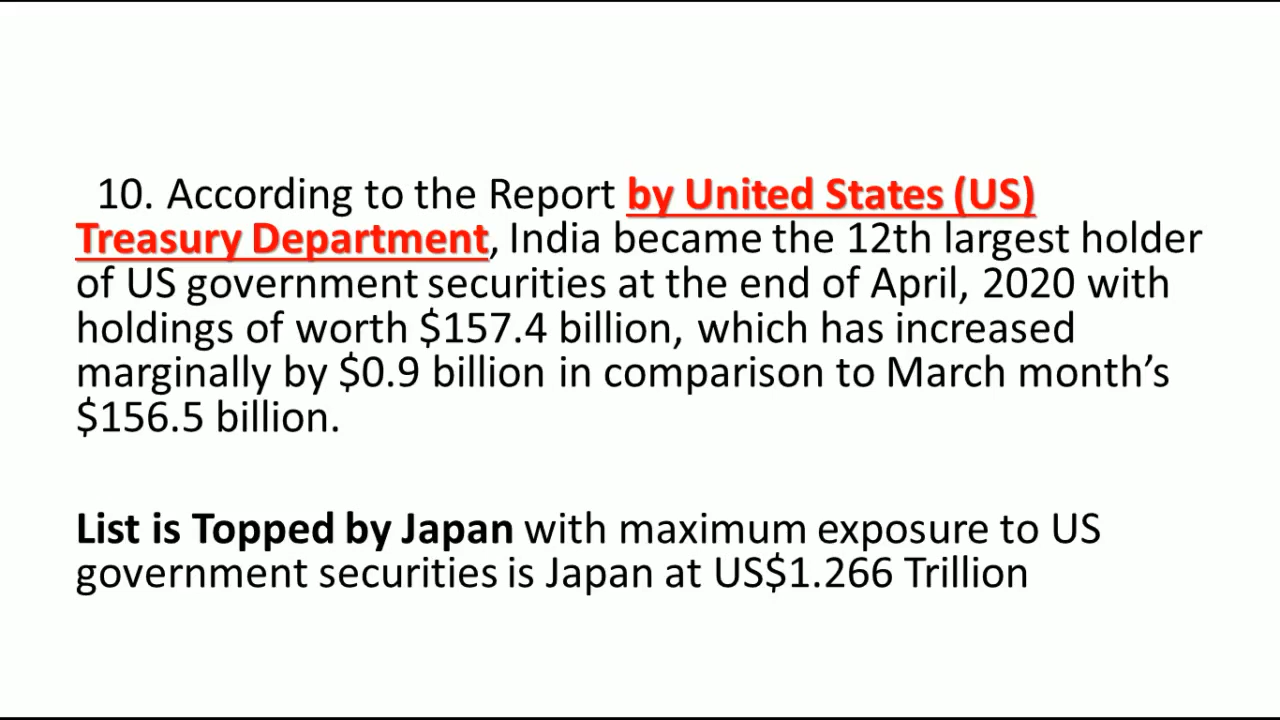 10. According to the Report by United States (US)
Treasury Department, India became the 12th largest holder
of US government securities at the end of April, 2020 with
holdings of worth $157.4 billion, which has increased
marginally by $0.9 billion in comparison to March month’s
$156.5 billion.
List is Topped by Japan with maximum exposure to US
government securities is Japan at US$1.266 Trillion